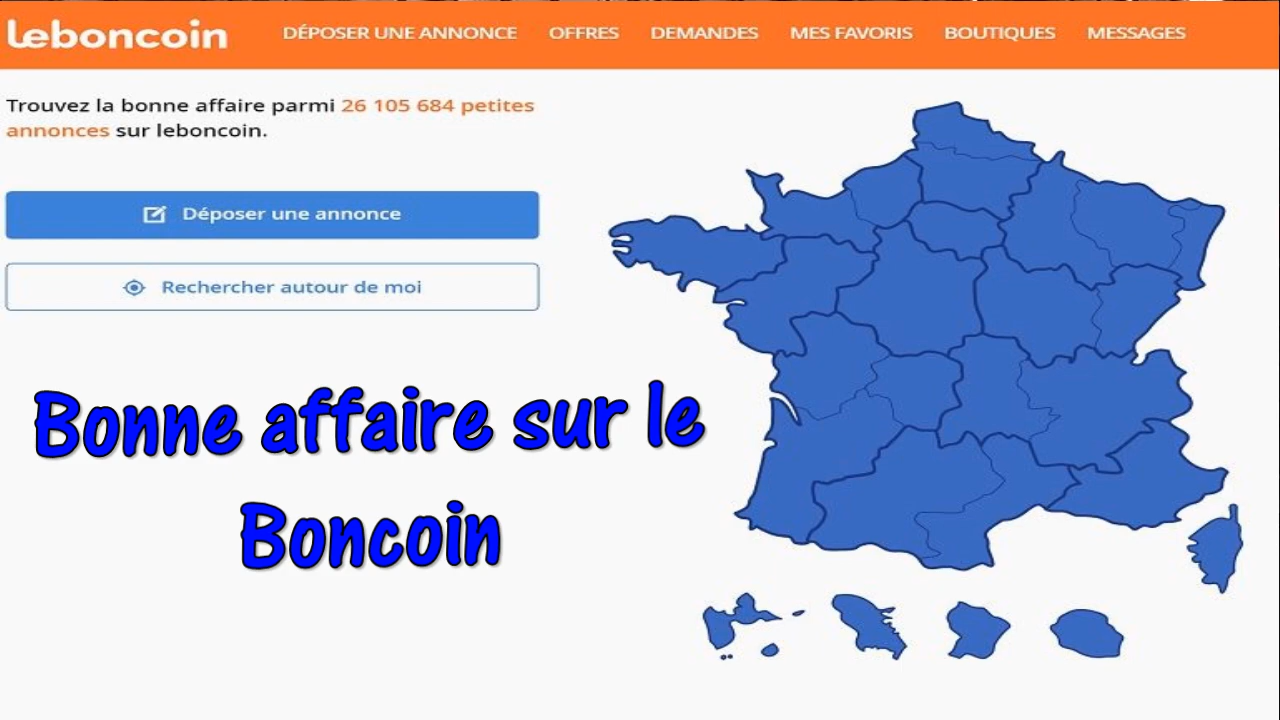 leboncoin
DÉPOSER UNE ANNONCE OFFRES DEMANDES MES FAVORIS BOUTIQUES MESSAGES
Trouvez la bonne affaire parmi 26 105 684 petites
annonces sur leboncoin.
Déposer une annonce
Rechercher autour de moi
Bonne affaire sur le
Boncoin